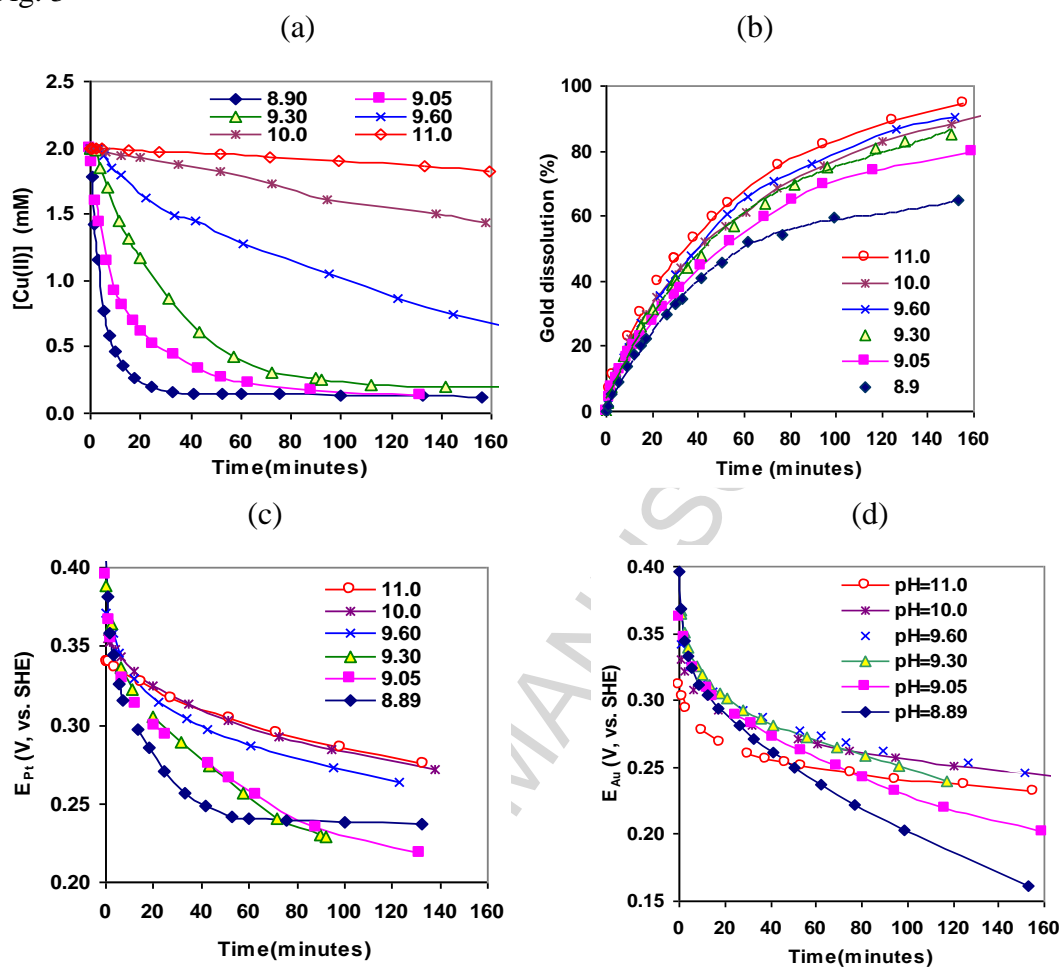 (a)
(b)
2.5
2.0
1.5
1.0
0.5
0.0
[Cu(II)] (mM)
8.90
9.05
9.30
9.60
10.0
11.0
0 20 40 60 80 100 120 140 160
Time(minutes)
100
80
60
40
20
0
Gold dissolution (%)
11.0
10.0
9.60
9.30
9.05
8.9
0 20 40 60 80 100 120 140 160
Time (minutes)
(c)
(d)
0.40
0.35
0.30
0.25
0.20
E Pt (V, vs. SHE)
11.0
10.0
9.60
9.30
9.05
8.89
0 20 40 60 80 100 120 140 160
Time(minutes)
0.40
0.35
0.30
0.25
0.20
0.15
E Au (V, vs. SHE)
pH=11.0
pH=10.0
pH=9.60
pH=9.30
pH=9.05
pH=8.89
0 20 40 60 80 100 120 140 160
Time(minutes)